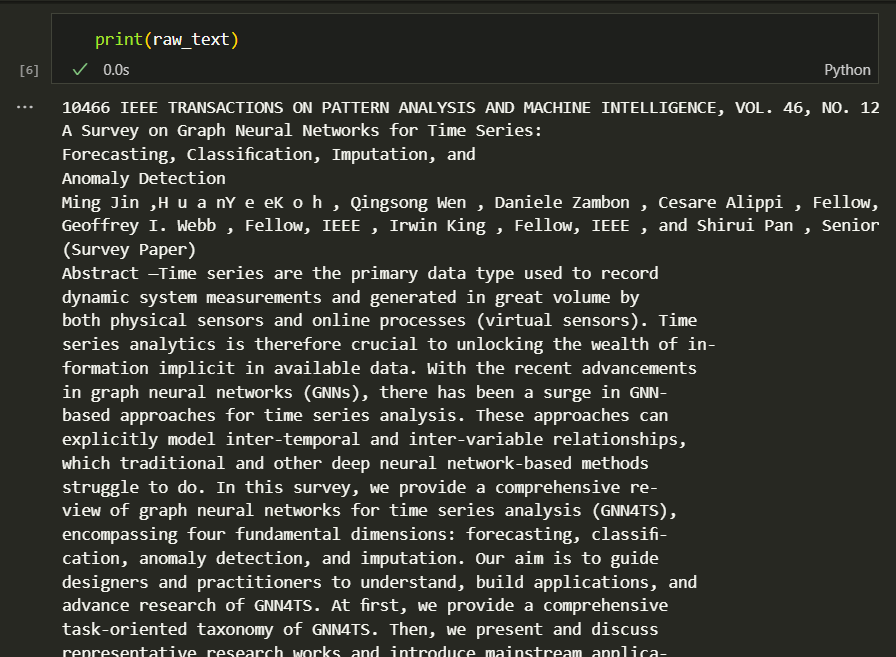 print(raw_text)
[6]
✓ 0.0s
Python
...
10466 IEEE TRANSACTIONS ON PATTERN ANALYSIS AND MACHINE INTELLIGENCE, VOL. 46, NO. 12
A Survey on Graph Neural Networks for Time Series:
Forecasting, Classification, Imputation, and
Anomaly Detection
Ming Jin ,H u a nY e eK o h , Qingsong Wen , Daniele Zambon , Cesare Alippi , Fellow,
Geoffrey I. Webb , Fellow, IEEE , Irwin King , Fellow, IEEE , and Shirui Pan , Senior
(Survey Paper)
Abstract —Time series are the primary data type used to record
dynamic system measurements and generated in great volume by
both physical sensors and online processes (virtual sensors). Time
series analytics is therefore crucial to unlocking the wealth of in-
formation implicit in available data. With the recent advancements
in graph neural networks (GNNs), there has been a surge in GNN-
based approaches for time series analysis. These approaches can
explicitly model inter-temporal and inter-variable relationships,
which traditional and other deep neural network-based methods
struggle to do. In this survey, we provide a comprehensive re-
view of graph neural networks for time series analysis (GNN4TS),
encompassing four fundamental dimensions: forecasting, classifi-
cation, anomaly detection, and imputation. Our aim is to guide
designers and practitioners to understand, build applications, and
advance research of GNN4TS. At first, we provide a comprehensive
task-oriented taxonomy of GNN4TS. Then, we present and discuss
representative research works and introduce mainstream applica-